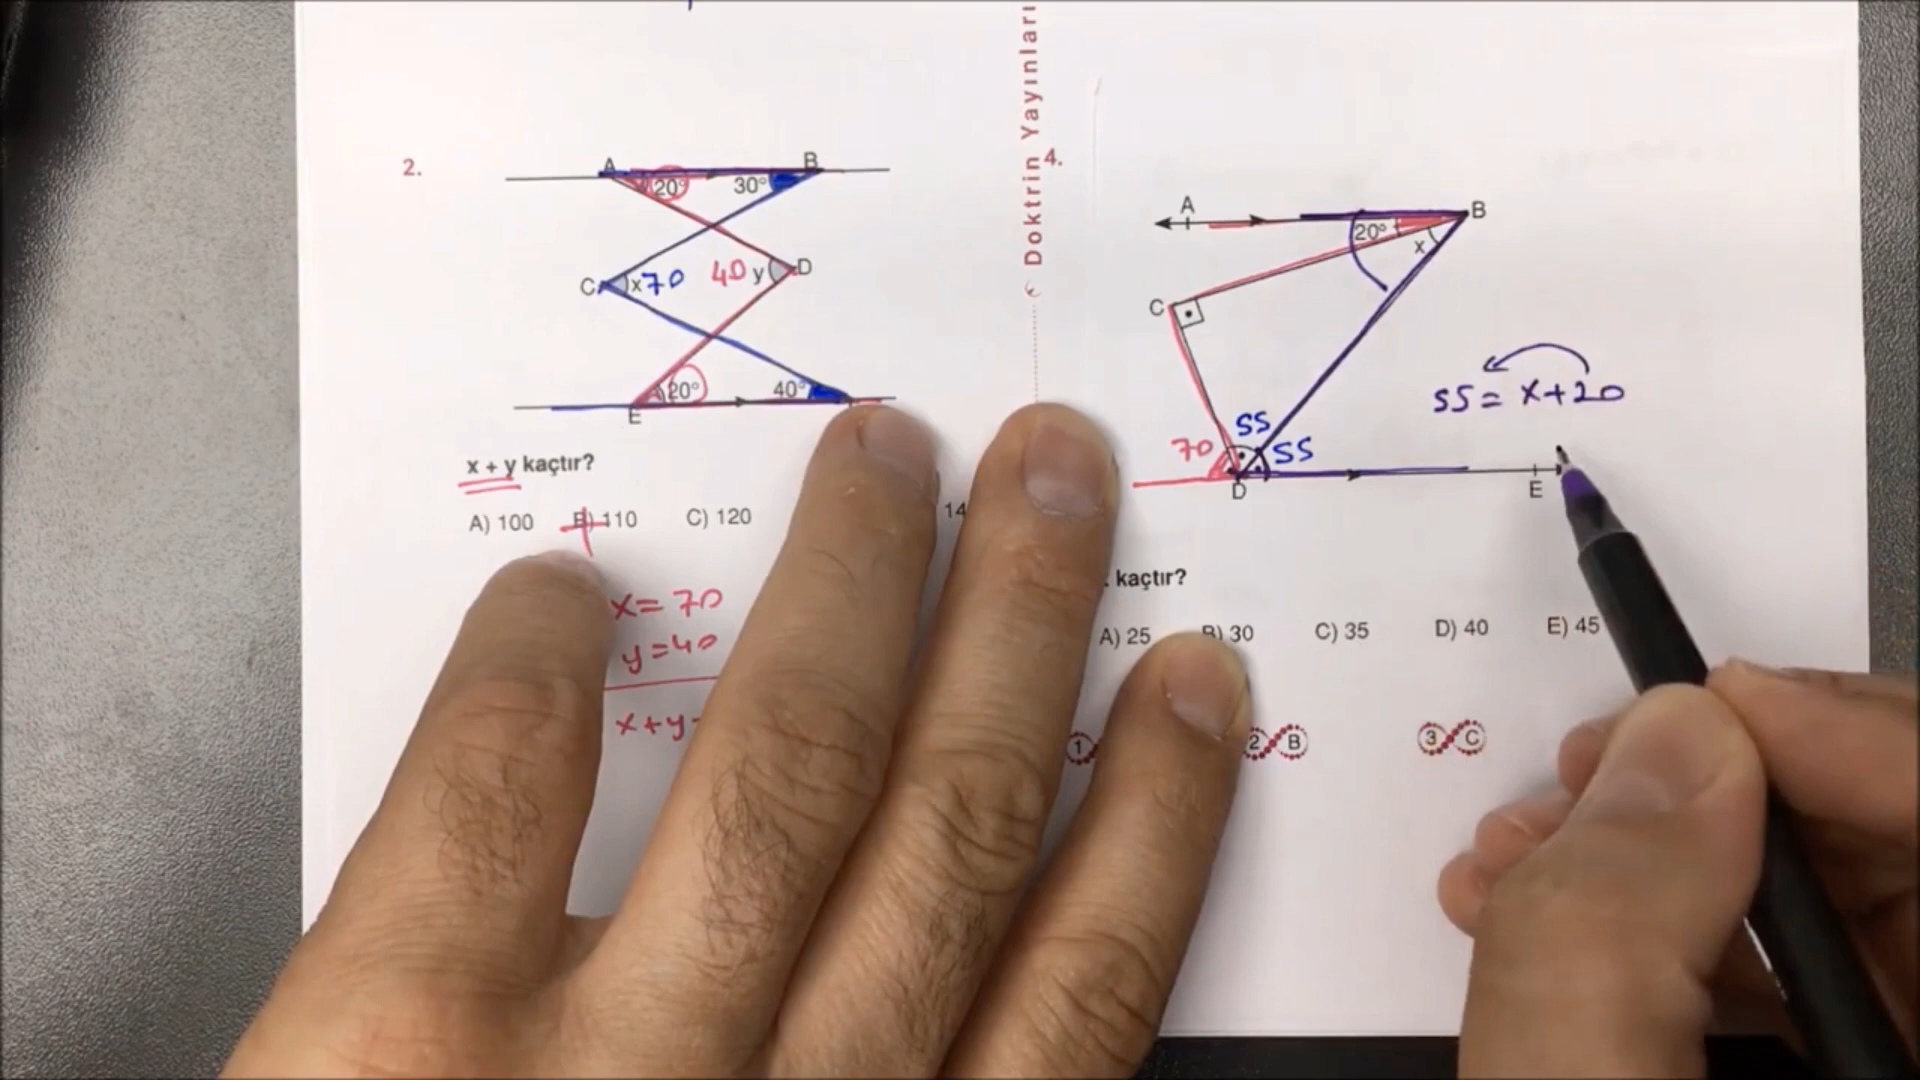 2.
A
B
20°
30°
C
x
70
40
y
D
20°
40°
E
x + y kaçtır?
A) 100
B) 110
C) 120
14
x = 70
y = 40
x + y
Doktrin Yayınları
4.
A
B
20°
x
C
55 = x + 20
70
55
55
D
E
kaçtır?
A) 25
B) 30
C) 35
D) 40
E) 45
1
2 B
3 C